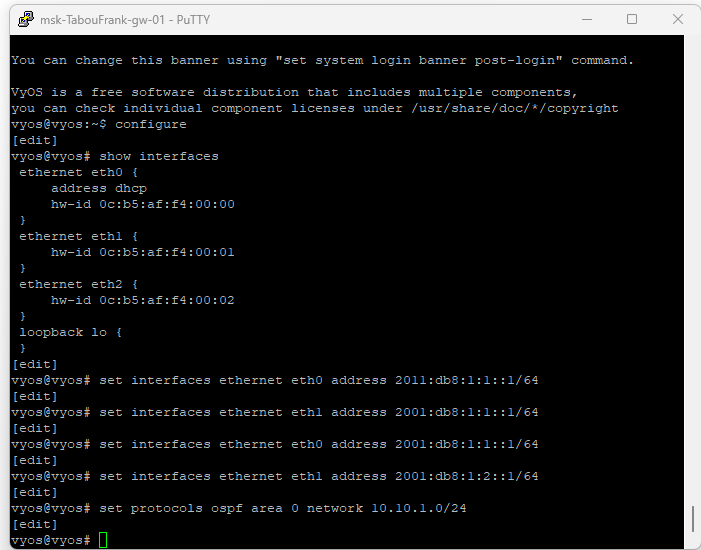 msk-TabouFrank-gw-01 - PuTTY
You can change this banner using "set system login banner post-login" command.
VyOS is a free software distribution that includes multiple components,
you can check individual component licenses under /usr/share/doc/*/copyright
vyos@vyos:~$ configure
[edit]
vyos@vyos# show interfaces
 ethernet eth0 {
     address dhcp
     hw-id 0c:b5:af:f4:00:00
 }
 ethernet eth1 {
     hw-id 0c:b5:af:f4:00:01
 }
 ethernet eth2 {
     hw-id 0c:b5:af:f4:00:02
 }
 loopback lo {
 }
[edit]
vyos@vyos# set interfaces ethernet eth0 address 2011:db8:1:1::1/64
[edit]
vyos@vyos# set interfaces ethernet eth1 address 2001:db8:1:1::1/64
[edit]
vyos@vyos# set interfaces ethernet eth0 address 2001:db8:1:1::1/64
[edit]
vyos@vyos# set interfaces ethernet eth1 address 2001:db8:1:2::1/64
[edit]
vyos@vyos# set protocols ospf area 0 network 10.10.1.0/24
[edit]
vyos@vyos#